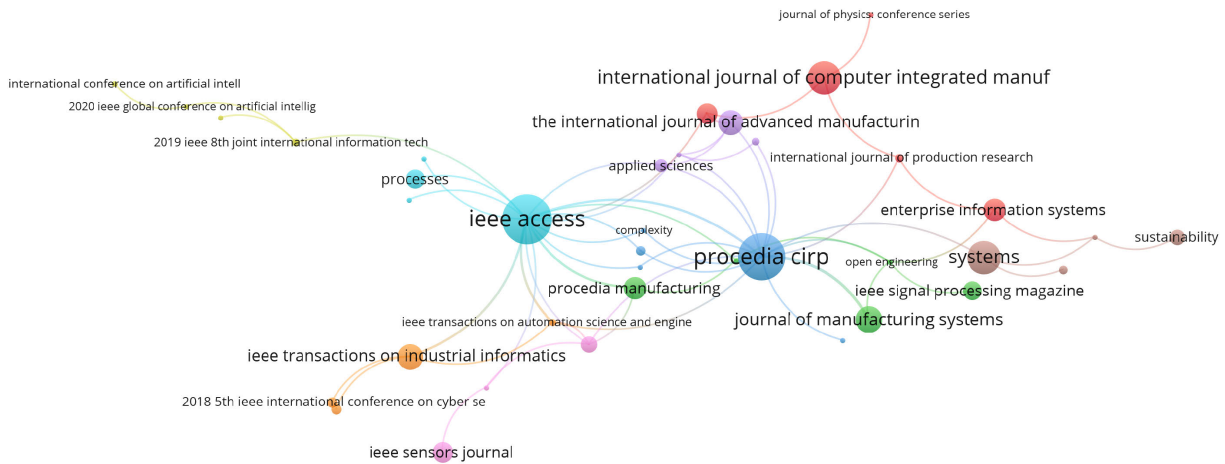 journal of physics: conference series
international journal of computer integrated manuf
international conference on artificial intell
2020 ieee global conference on artificial intellig
the international journal of advanced manufacturin
2019 ieee 8th joint international information tech
international journal of production research
applied sciences
processes
enterprise information systems
ieee access
complexity
sustainability
procedia cirp
systems
open engineering
procedia manufacturing
ieee signal processing magazine
journal of manufacturing systems
ieee transactions on automation science and engine
ieee transactions on industrial informatics
2018 5th ieee international conference on cyber se
ieee sensors journal